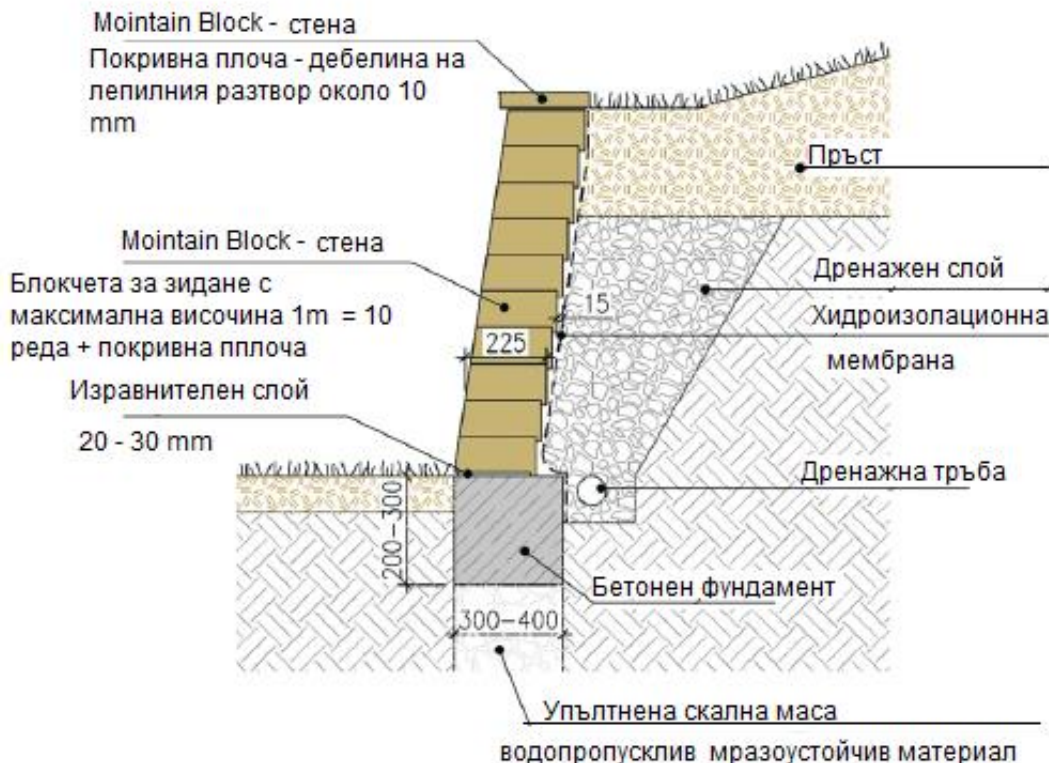 Mointain Block - стена
Покривна плоча - дебелина на
лепилния разтвор около 10
mm
Пръст
Mointain Block - стена
Блокчета за зидане с
максимална височина 1m = 10
реда + покривна пплоча
Дренажен слой
15
Хидроизолационна
мембрана
225
Изравнителен слой
20 - 30 mm
Дренажна тръба
200-300
Бетонен фундамент
300-400
Упълтнена скална маса
водопропусклив мразоустойчив материал